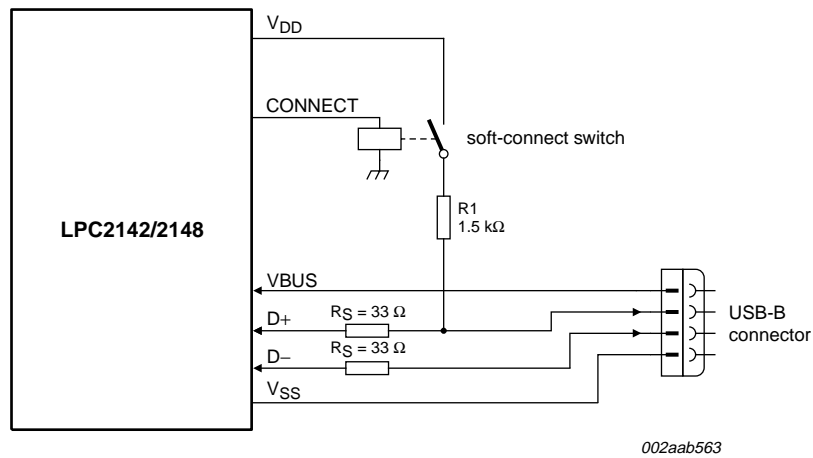 VDD
CONNECT
soft-connect switch
R1
1.5 kΩ
LPC2142/2148
VBUS
D+
RS = 33 Ω
USB-B
connector
D−
RS = 33 Ω
VSS
002aab563